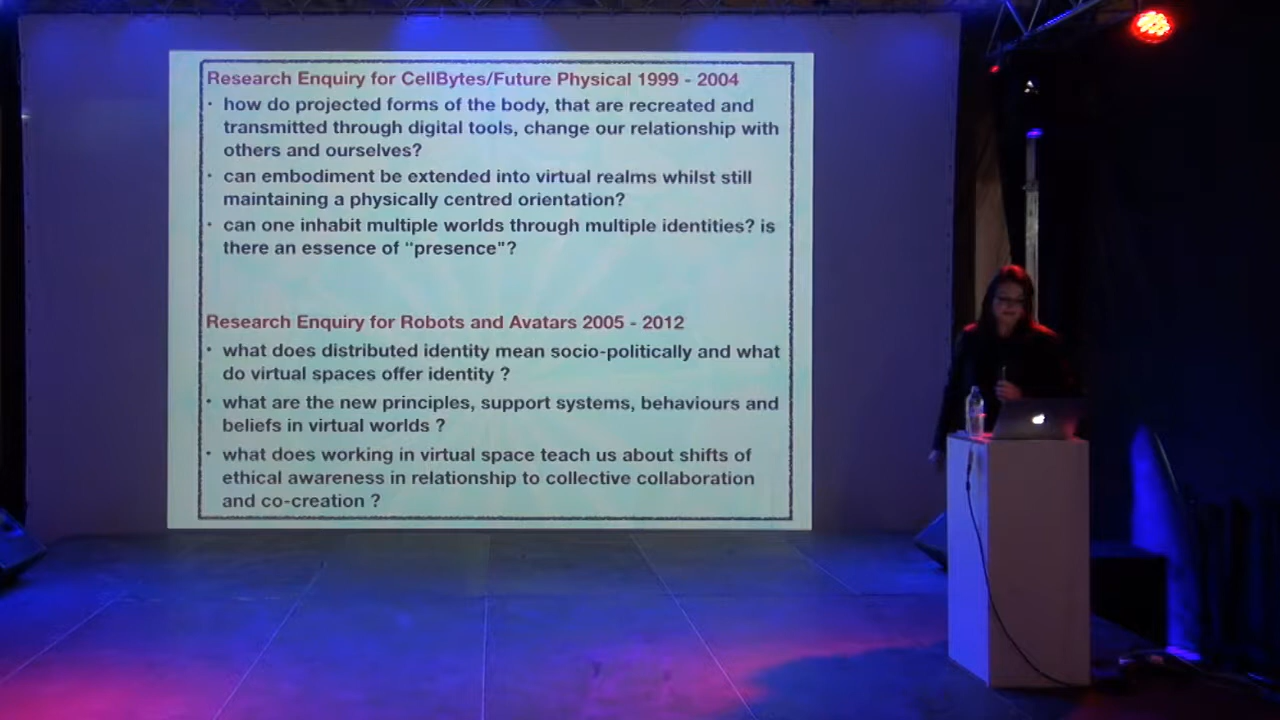 Research Enquiry for CellBytes/Future Physical 1999 - 2004
• how do projected forms of the body, that are recreated and
transmitted through digital tools, change our relationship with
others and ourselves?
• can embodiment be extended into virtual realms whilst still
maintaining a physically centred orientation?
• can one inhabit multiple worlds through multiple identities? is
there an essence of “presence"?
Research Enquiry for Robots and Avatars 2005 - 2012
• what does distributed identity mean socio-politically and what
do virtual spaces offer identity ?
• what are the new principles, support systems, behaviours and
beliefs in virtual worlds ?
• what does working in virtual space teach us about shifts of
ethical awareness in relationship to collective collaboration
and co-creation ?